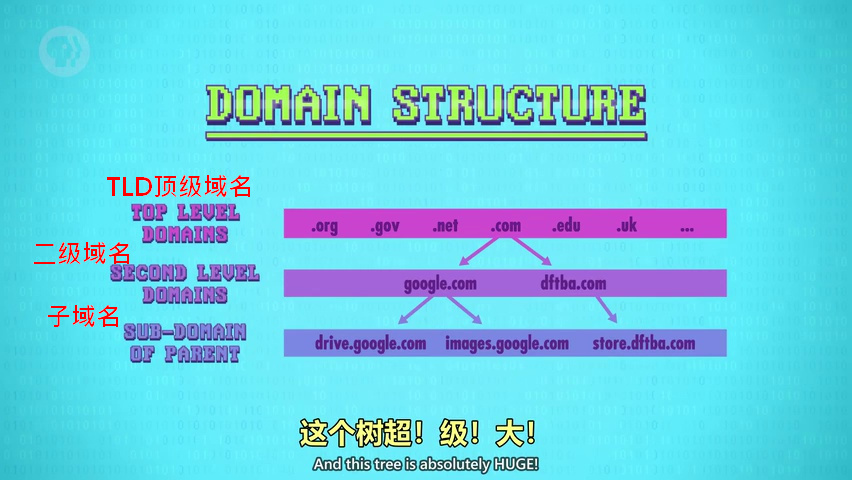 DOMAIN STRUCTURE
TLD顶级域名
TOP LEVEL
DOMAINS
.org .gov .net .com .edu .uk ...
二级域名
SECOND LEVEL
DOMAINS
google.com dftba.com
子域名
SUB-DOMAIN
OF PARENT
drive.google.com images.google.com store.dftba.com
这个树超！级！大！
And this tree is absolutely HUGE!